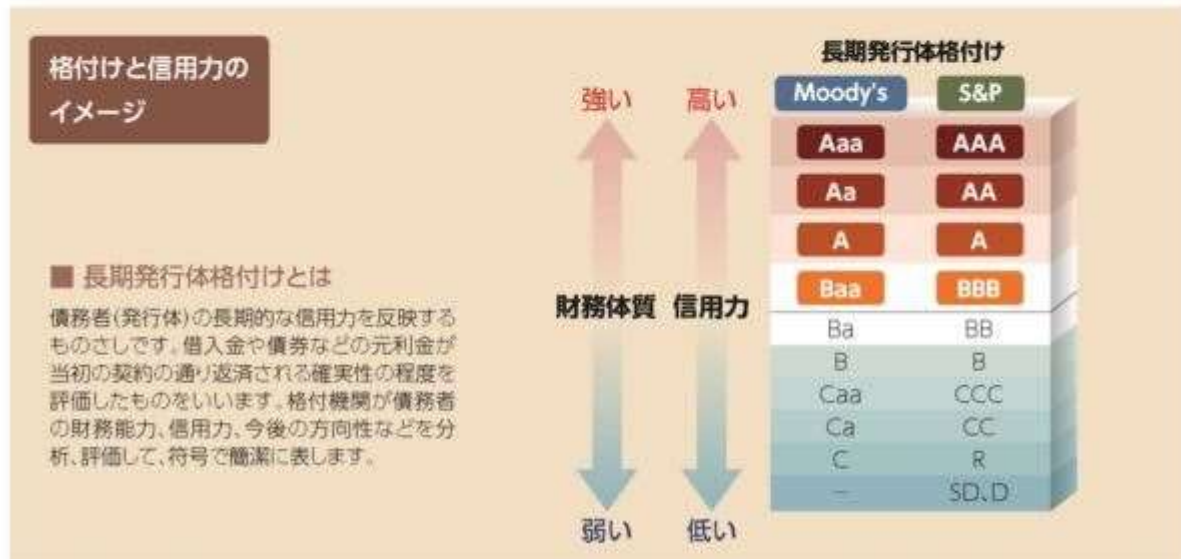 格付けと信用力の
イメージ
■ 長期発行体格付けとは
債務者(発行体)の長期的な信用力を反映する
ものさしです。借入金や債券などの元利金が
当初の契約の通り返済される確実性の程度を
評価したものをいいます。格付機関が債務者
の財務能力、信用力、今後の方向性などを分
析、評価して、符号で簡潔に表します。
強い 高い
財務体質 信用力
弱い 低い
長期発行体格付け
Moody's S&P
Aaa AAA
Aa AA
A A
Baa BBB
Ba BB
B B
Caa CCC
Ca CC
C R
– SD、D